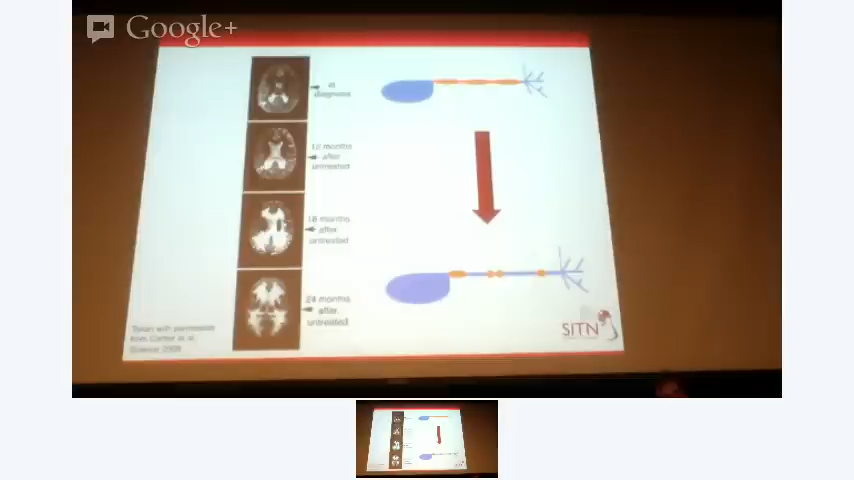 Google+
at
diagnosis
12 months
after
untreated
18 months
after
untreated
24 months
after
untreated
Taken with permission
from Cartier et al.
Science 2009
SITN